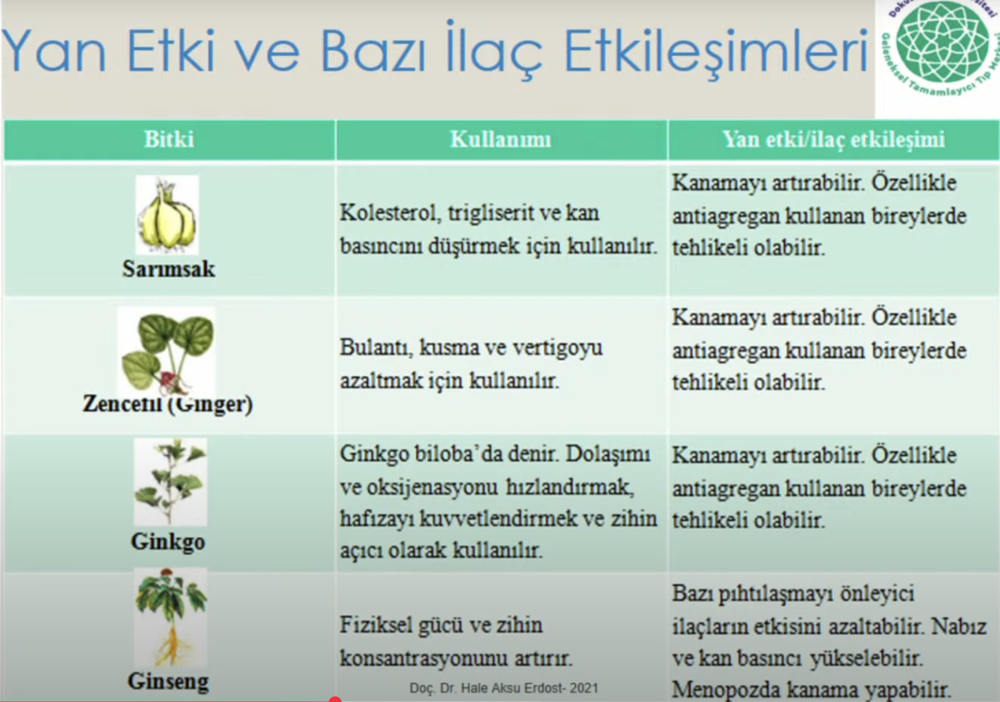 Yan Etki ve Bazı İlaç Etkileşimleri
Geleneksel Tamamlayıcı Tıp Merkezi
Bitki
Kullanımı
Yan etki/ilaç etkileşimi
Sarımsak
Kolesterol, trigliserit ve kan
basıncını düşürmek için kullanılır.
Kanamayı artırabilir. Özellikle
antiagregan kullanan bireylerde
tehlikeli olabilir.
Zencefil (Ginger)
Bulantı, kusma ve vertigoyu
azaltmak için kullanılır.
Kanamayı artırabilir. Özellikle
antiagregan kullanan bireylerde
tehlikeli olabilir.
Ginkgo
Ginkgo biloba’da denir. Dolaşımı
ve oksijenasyonu hızlandırmak,
hafızayı kuvvetlendirmek ve zihin
açıcı olarak kullanılır.
Kanamayı artırabilir. Özellikle
antiagregan kullanan bireylerde
tehlikeli olabilir.
Ginseng
Fiziksel gücü ve zihin
konsantrasyonunu artırır.
Bazı pıhtılaşmayı önleyici
ilaçların etkisini azaltabilir. Nabız
ve kan basıncı yükselebilir.
Menopozda kanama yapabilir.
Doç. Dr. Hale Aksu Erdost- 2021